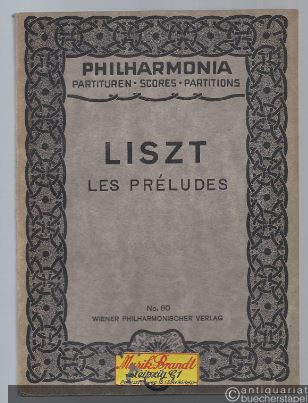 PHILHARMONIA
PARTITUREN · SCORES · PARTITIONS
LISZT
LES PRÉLUDES
No. 80
WIENER PHILHARMONISCHER VERLAG
Musik-Brandt
Leipzig C1
antiquariat
buecherstapel